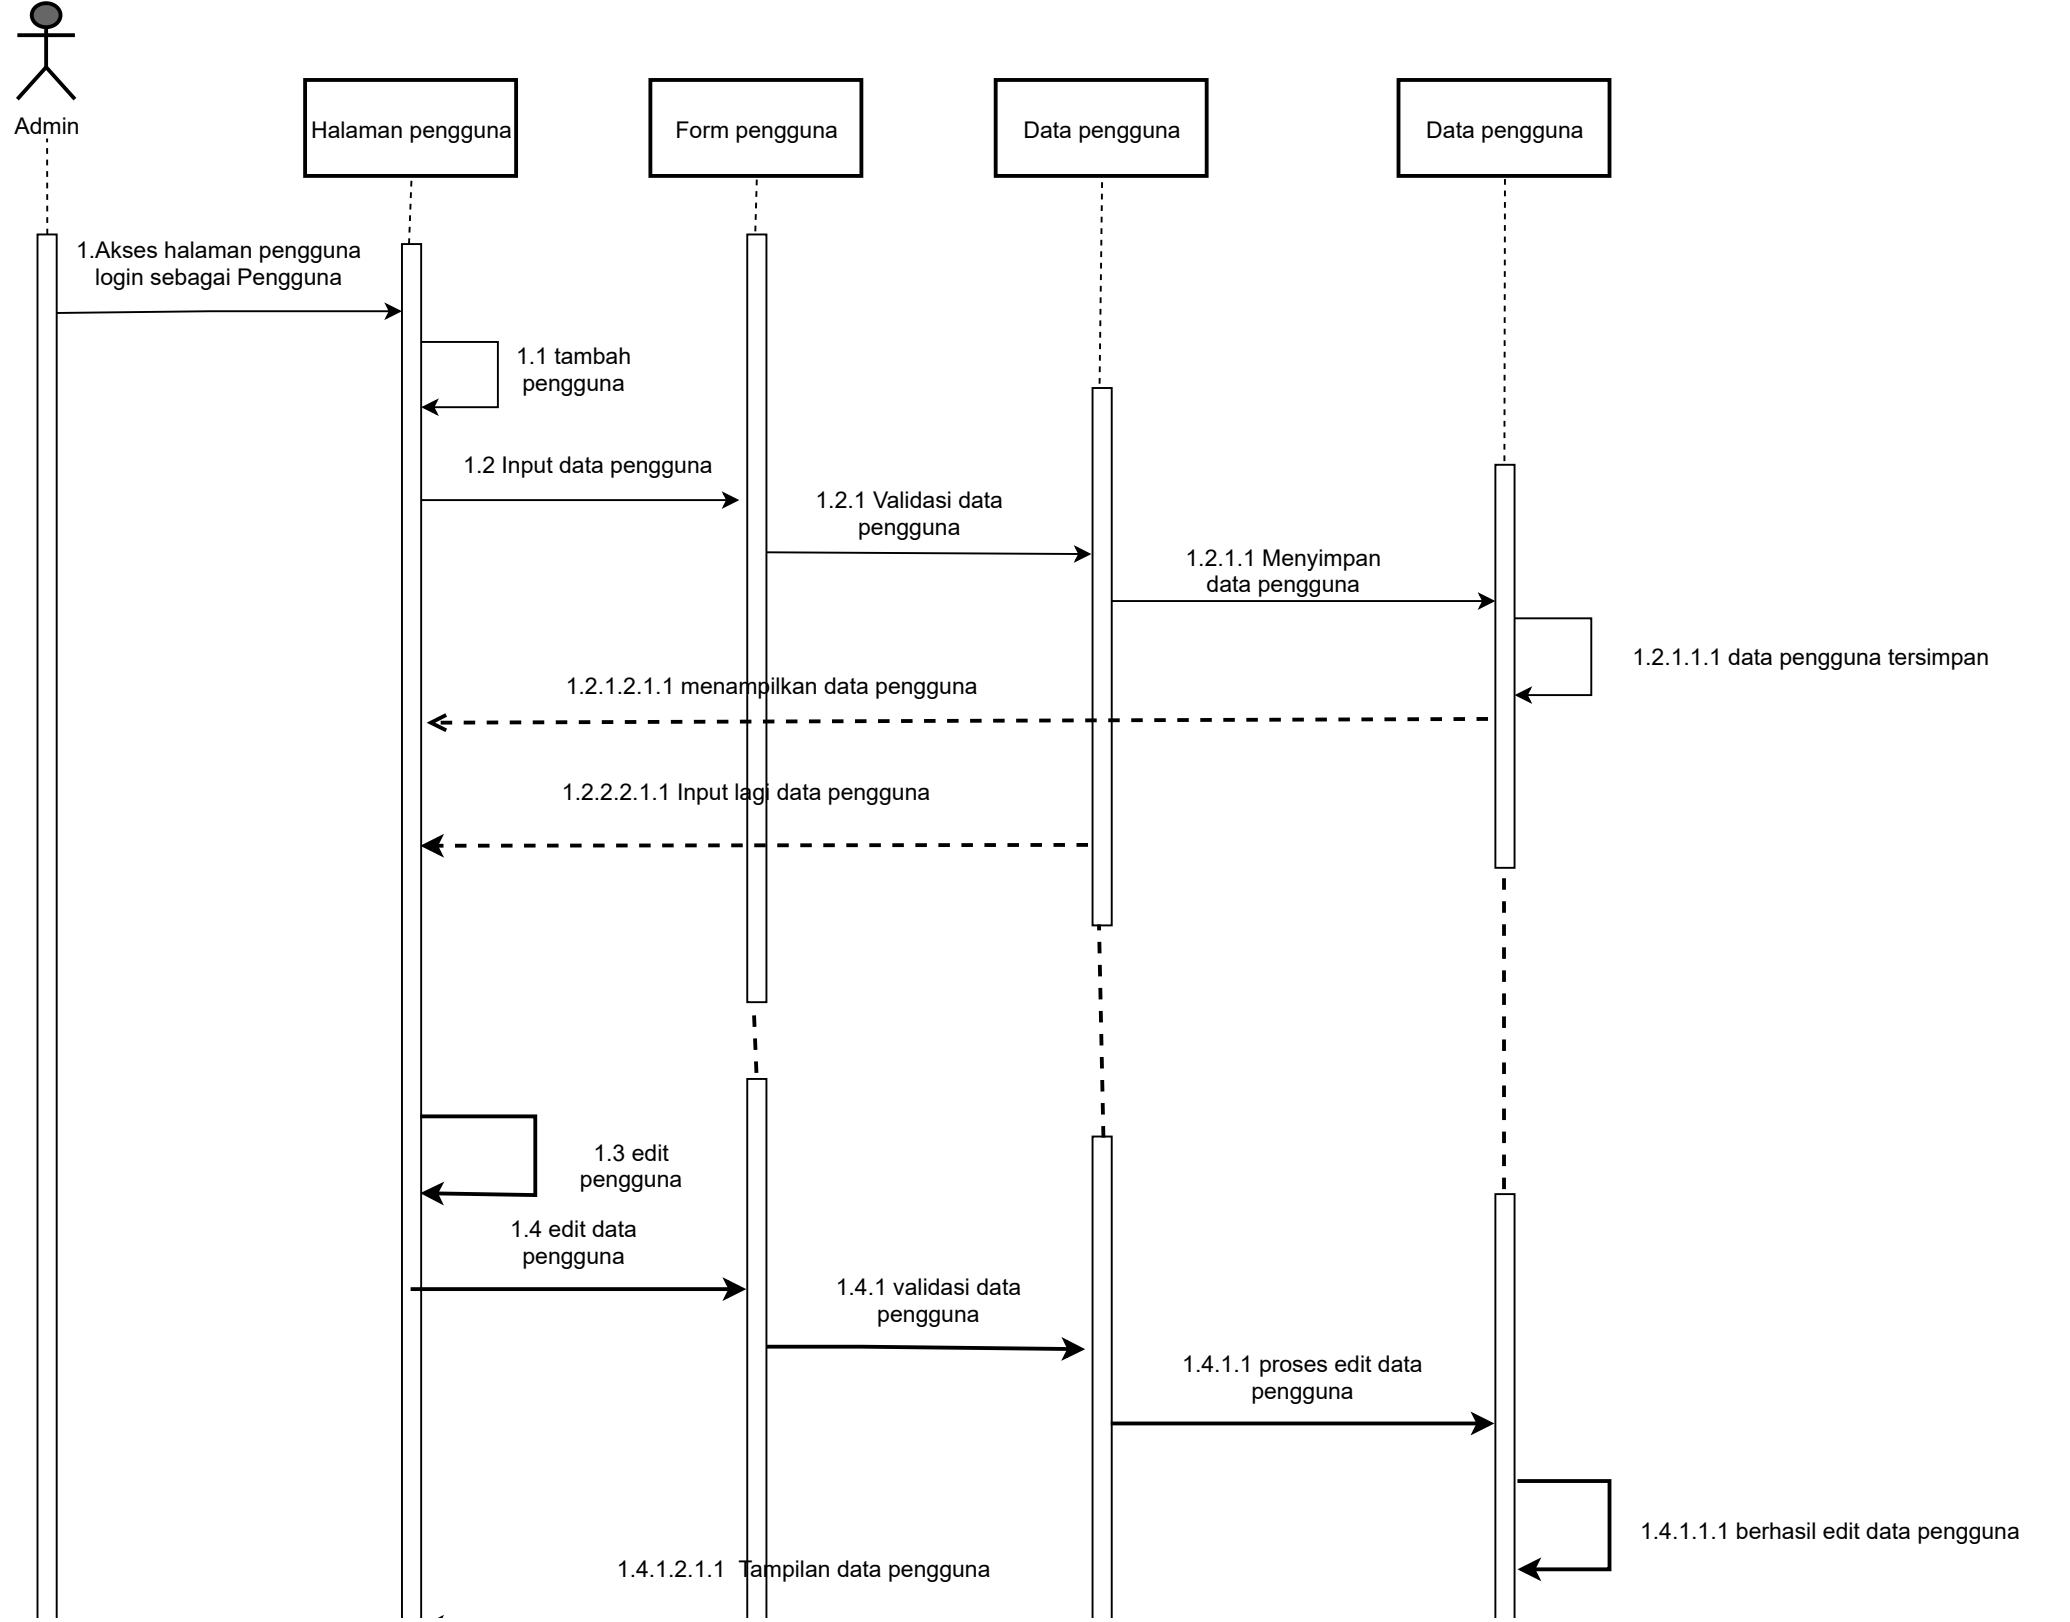 Admin
Halaman pengguna
Form pengguna
Data pengguna
Data pengguna
1.Akses halaman pengguna
login sebagai Pengguna
1.1 tambah
pengguna
1.2 Input data pengguna
1.2.1 Validasi data
pengguna
1.2.1.1 Menyimpan
data pengguna
1.2.1.1.1 data pengguna tersimpan
1.2.1.2.1.1 menampilkan data pengguna
1.2.2.2.1.1 Input lagi data pengguna
1.3 edit
pengguna
1.4 edit data
pengguna
1.4.1 validasi data
pengguna
1.4.1.1 proses edit data
pengguna
1.4.1.1.1 berhasil edit data pengguna
1.4.1.2.1.1  Tampilan data pengguna